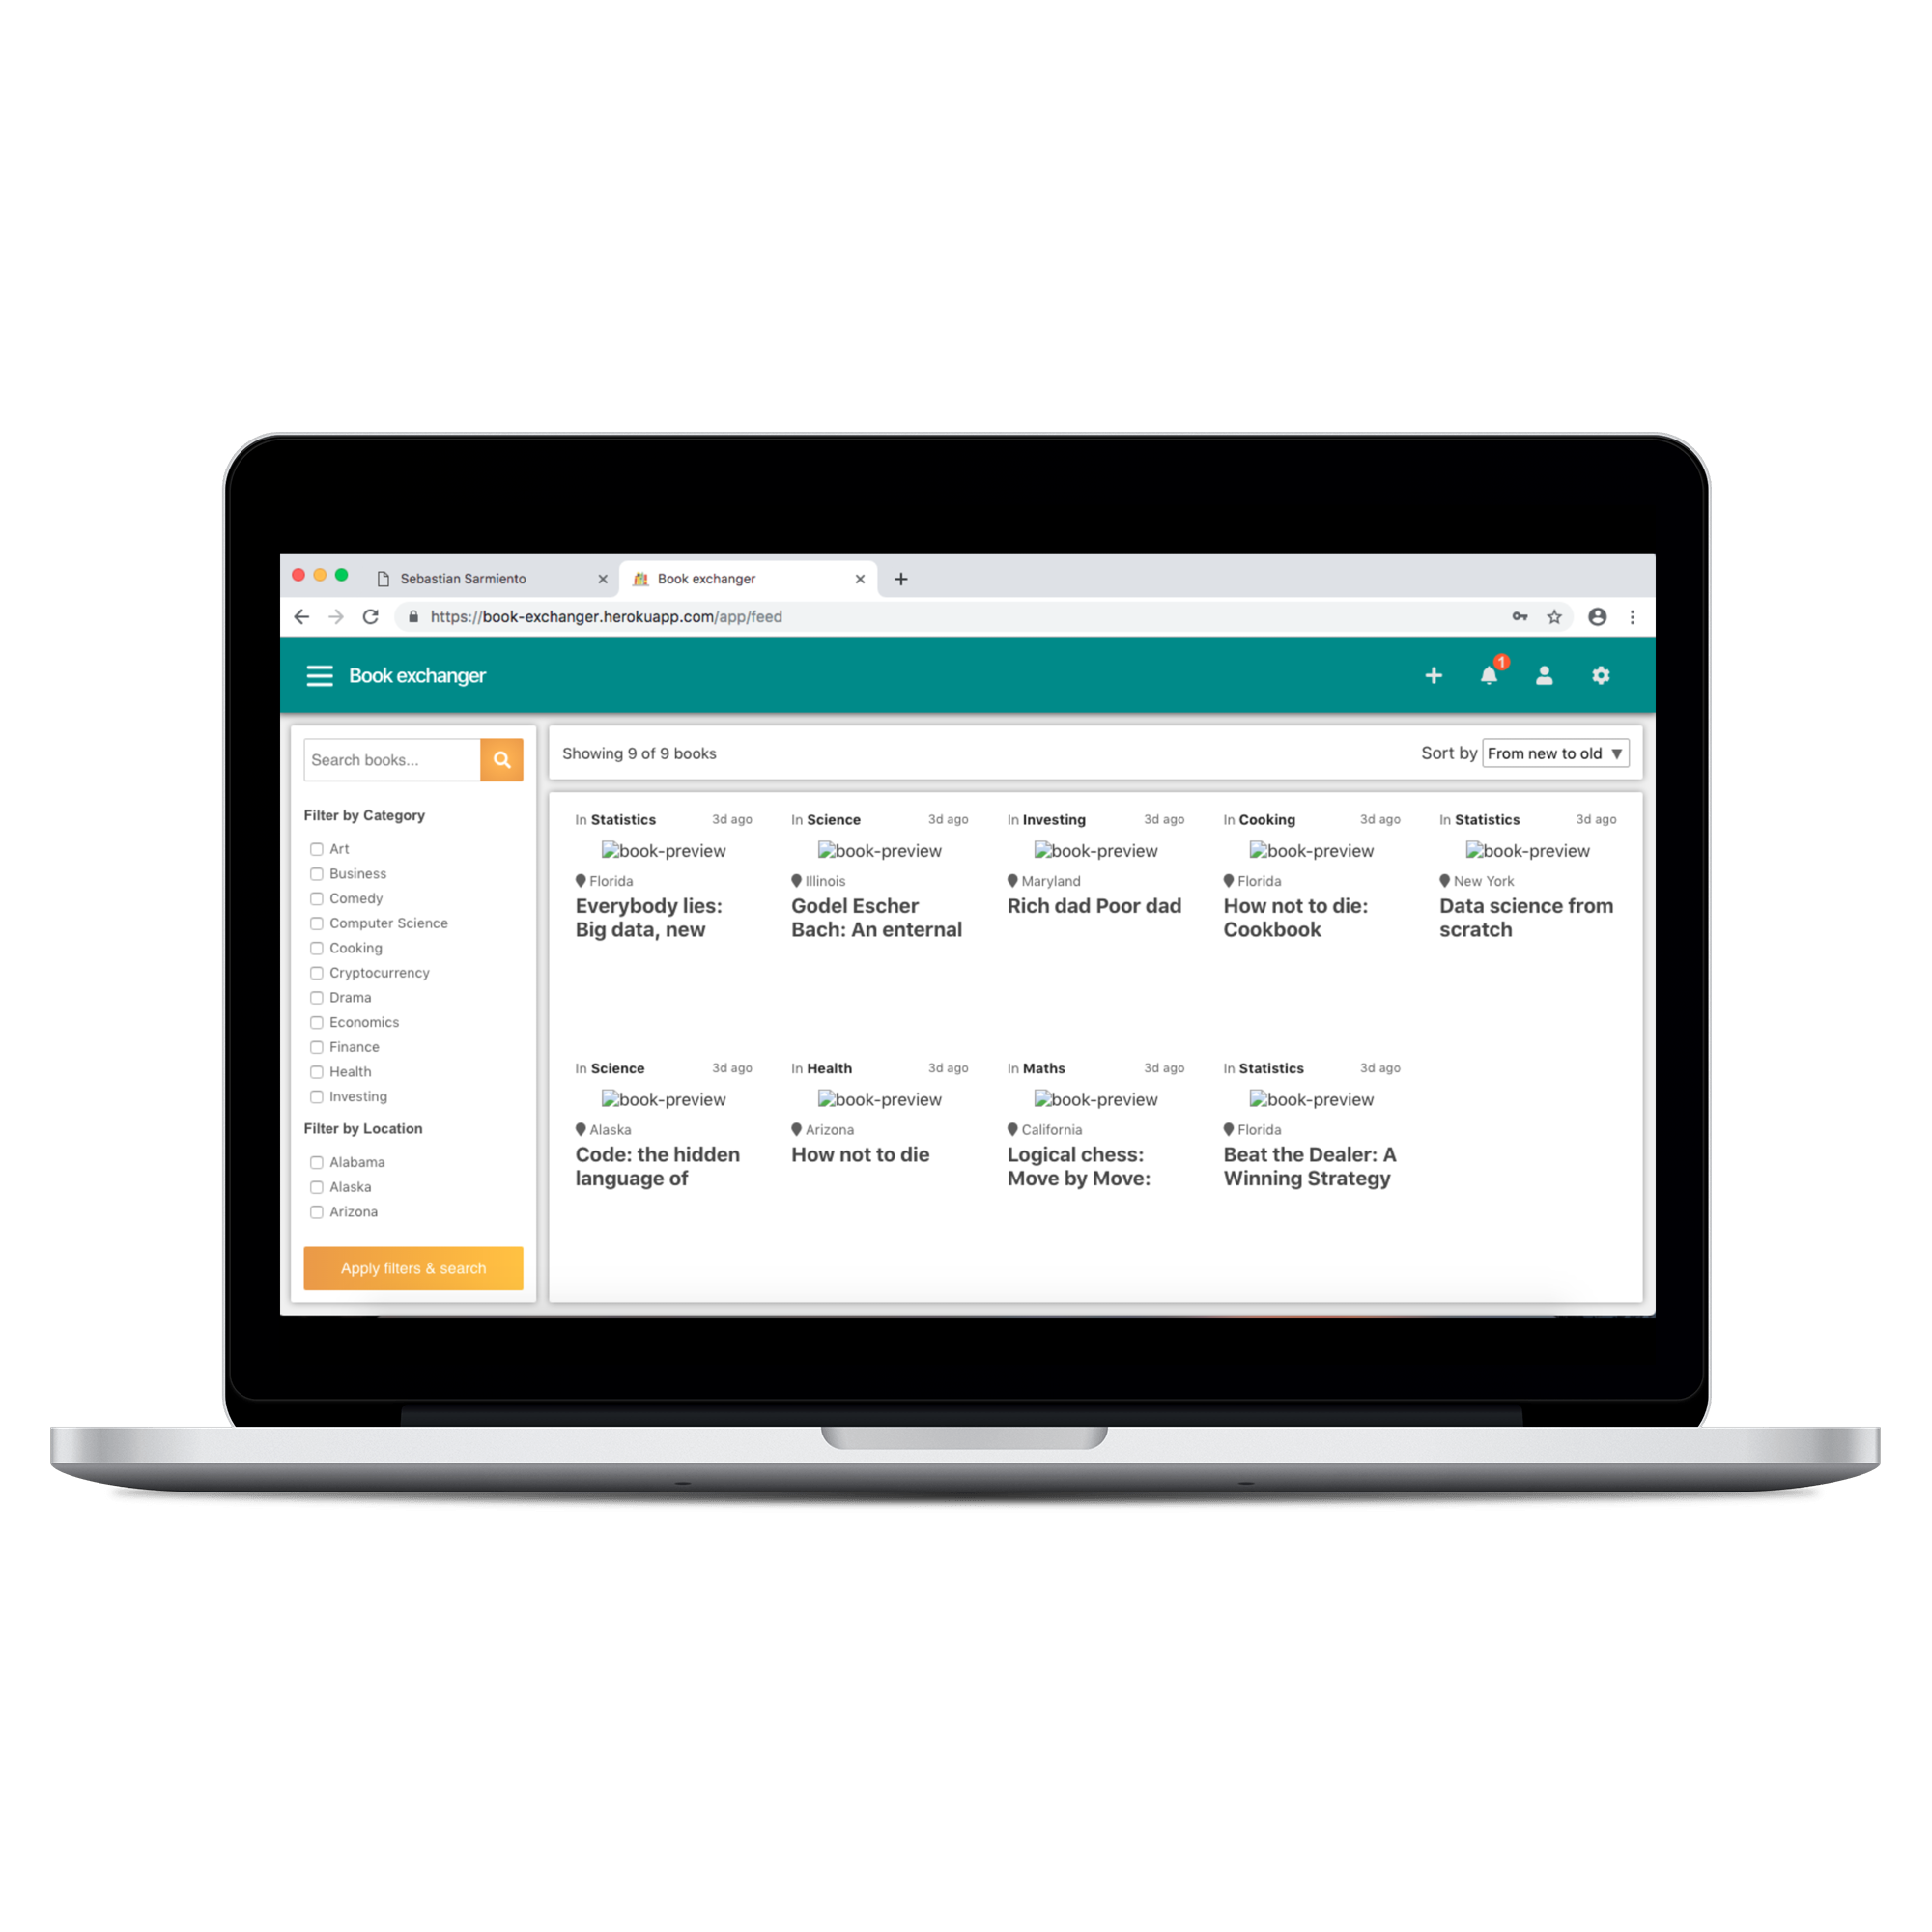 Sebastian Sarmiento
Book exchanger
https://book-exchanger.herokuapp.com/app/feed
Book exchanger
1
Search books...
Filter by Category
Art
Business
Comedy
Computer Science
Cooking
Cryptocurrency
Drama
Economics
Finance
Health
Investing
Filter by Location
Alabama
Alaska
Arizona
Apply filters & search
Showing 9 of 9 books
Sort by From new to old
In Statistics 3d ago
book-preview
Florida
Everybody lies:
Big data, new
In Science 3d ago
book-preview
Illinois
Godel Escher
Bach: An enternal
In Investing 3d ago
book-preview
Maryland
Rich dad Poor dad
In Cooking 3d ago
book-preview
Florida
How not to die:
Cookbook
In Statistics 3d ago
book-preview
New York
Data science from
scratch
In Science 3d ago
book-preview
Alaska
Code: the hidden
language of
In Health 3d ago
book-preview
Arizona
How not to die
In Maths 3d ago
book-preview
California
Logical chess:
Move by Move:
In Statistics 3d ago
book-preview
Florida
Beat the Dealer: A
Winning Strategy